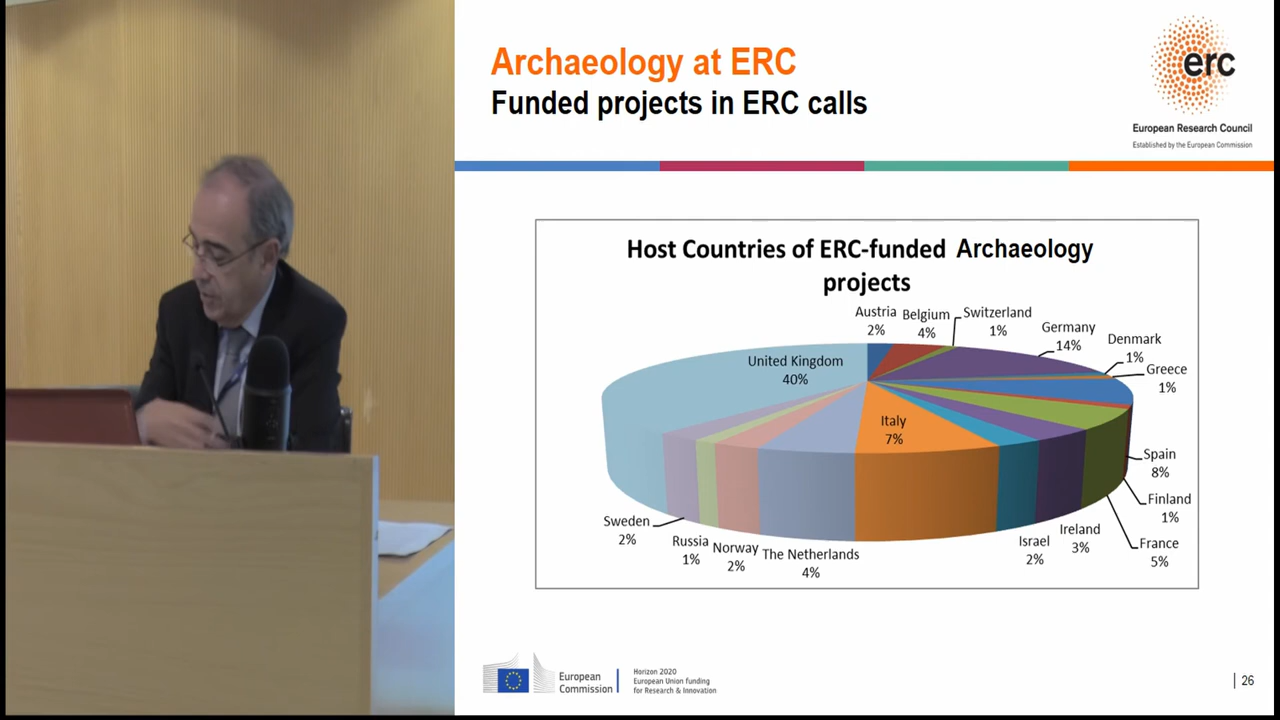 Archaeology at ERC
Funded projects in ERC calls
erc
European Research Council
Established by the European Commission
Host Countries of ERC-funded Archaeology
projects
Austria
2%
Belgium
4%
Switzerland
1%
Germany
14%
Denmark
1%
Greece
1%
United Kingdom
40%
Italy
7%
Spain
8%
Finland
1%
France
5%
Ireland
3%
Israel
2%
The Netherlands
4%
Norway
2%
Russia
1%
Sweden
2%
European
Commission
Horizon 2020
European Union funding
for Research & Innovation
26